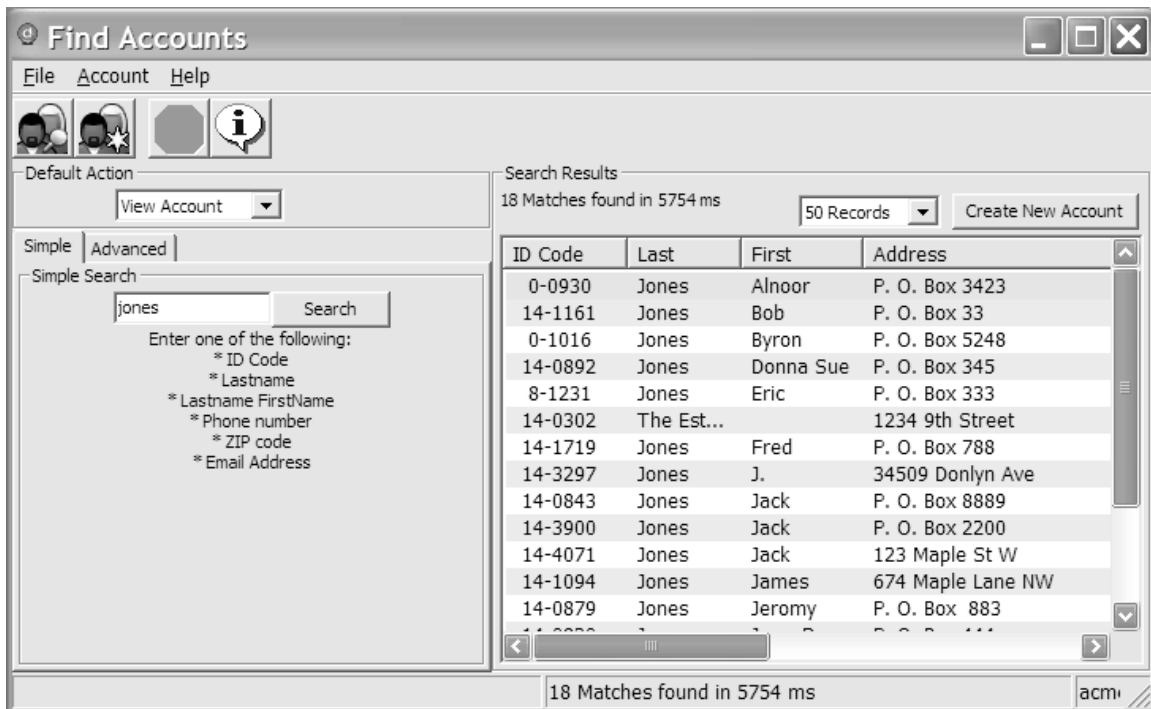 Find Accounts
File Account Help
Default Action
View Account
Simple Advanced
Simple Search
jones Search
Enter one of the following:
* ID Code
* Lastname
* Lastname FirstName
* Phone number
* ZIP code
* Email Address
Search Results
18 Matches found in 5754 ms
50 Records Create New Account
ID Code Last First Address
0-0930 Jones Alnoor P. O. Box 3423
14-1161 Jones Bob P. O. Box 33
0-1016 Jones Byron P. O. Box 5248
14-0892 Jones Donna Sue P. O. Box 345
8-1231 Jones Eric P. O. Box 333
14-0302 The Est... 1234 9th Street
14-1719 Jones Fred P. O. Box 788
14-3297 Jones J. 34509 Donlyn Ave
14-0843 Jones Jack P. O. Box 8889
14-3900 Jones Jack P. O. Box 2200
14-4071 Jones Jack 123 Maple St W
14-1094 Jones James 674 Maple Lane NW
14-0879 Jones Jeromy P. O. Box 883
18 Matches found in 5754 ms